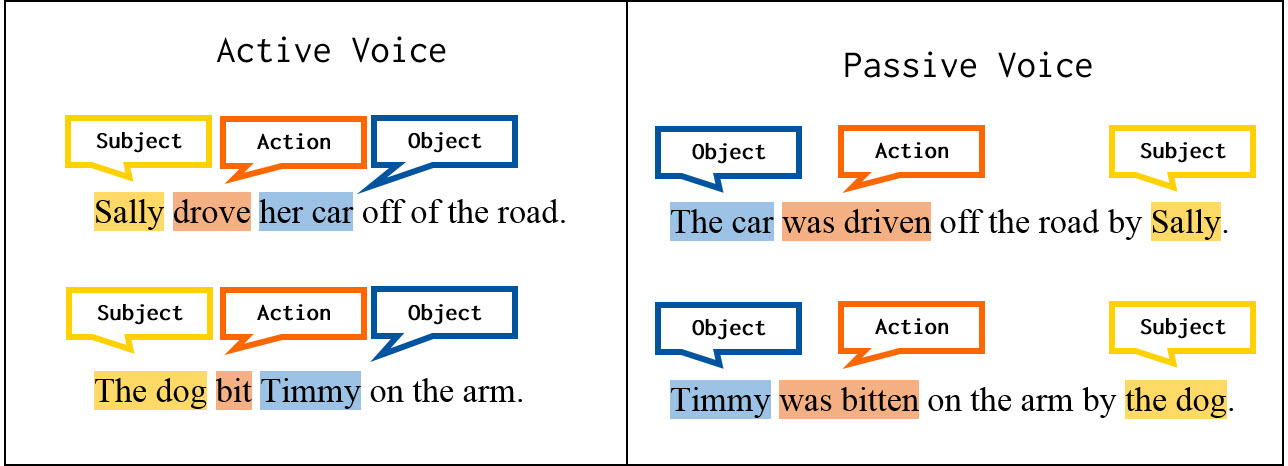 Active Voice
Subject Action Object
Sally drove her car off of the road.
Subject Action Object
The dog bit Timmy on the arm.
Passive Voice
Object Action Subject
The car was driven off the road by Sally.
Object Action Subject
Timmy was bitten on the arm by the dog.